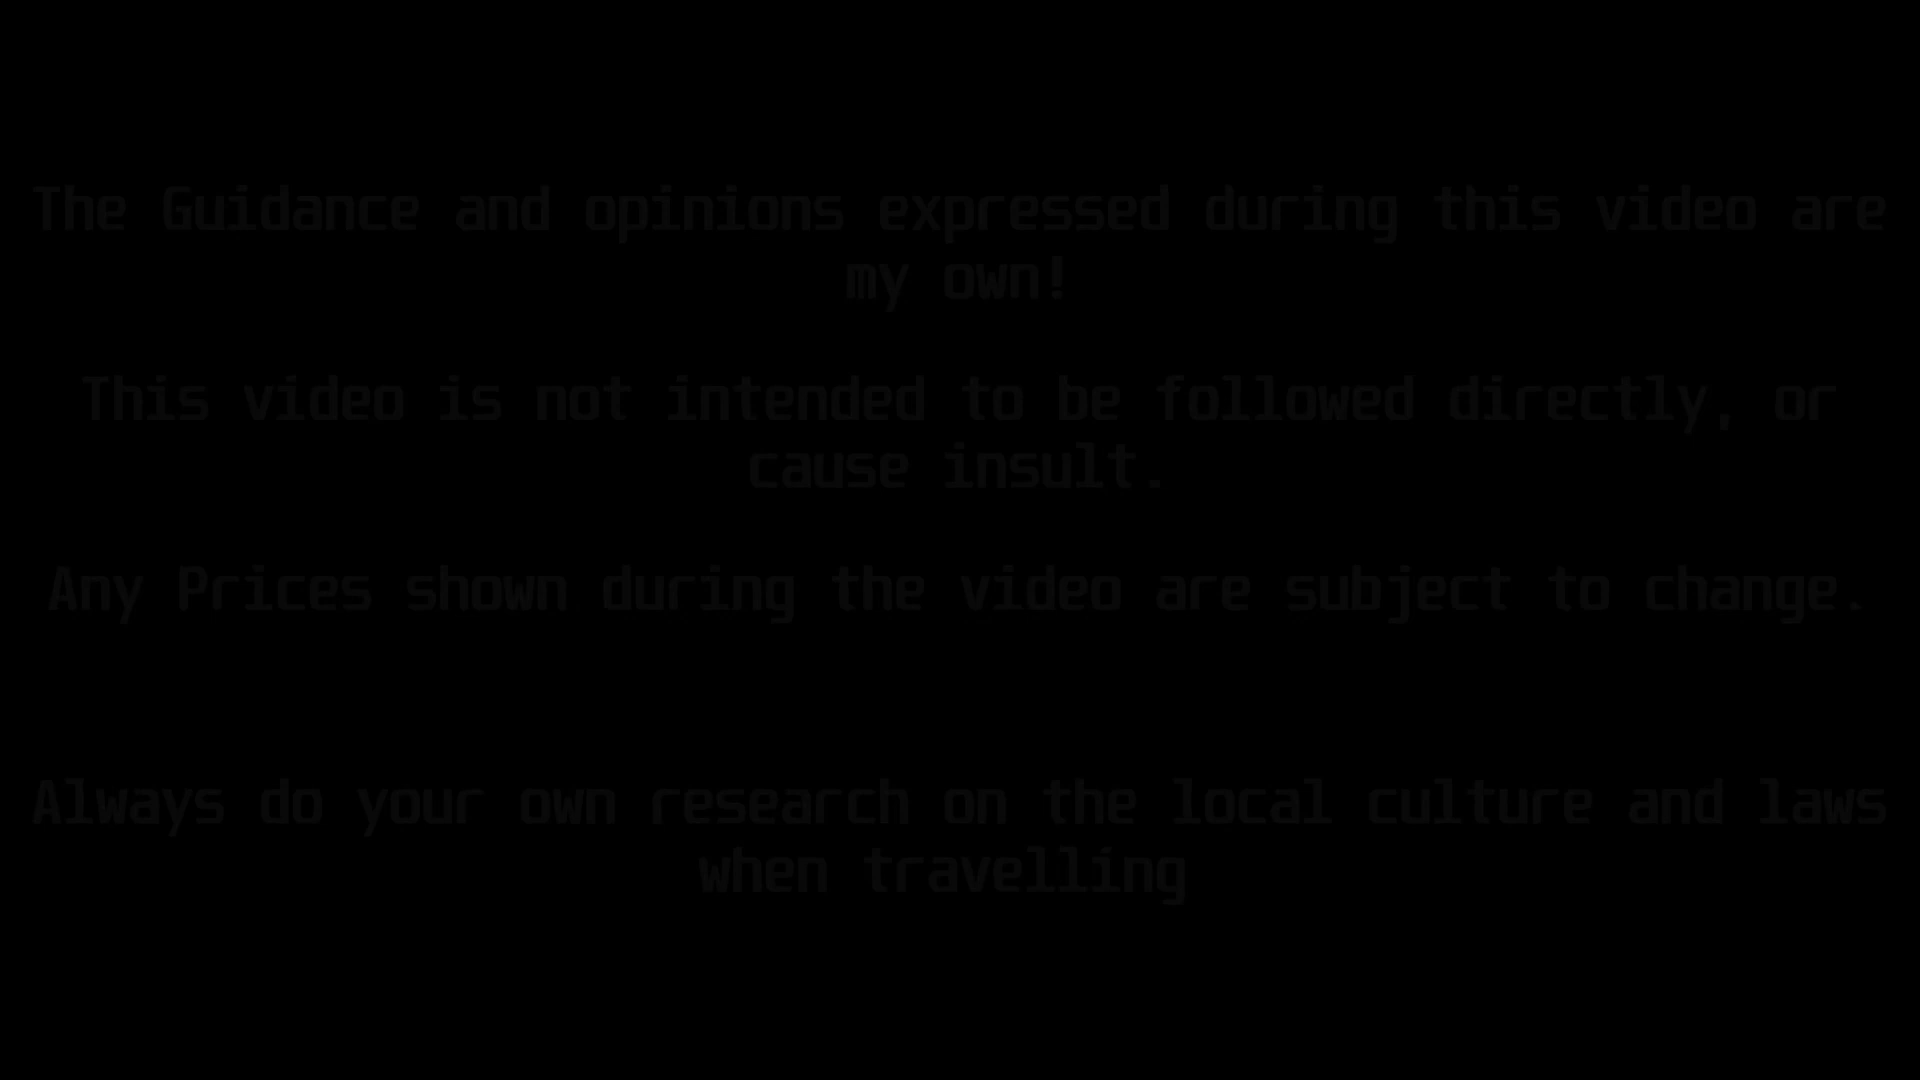 The Guidance and opinions expressed during this video are
my own!
This video is not intended to be followed directly, or
cause insult.
Any Prices shown during the video are subject to change.
Always do your own research on the local culture and laws
when travelling